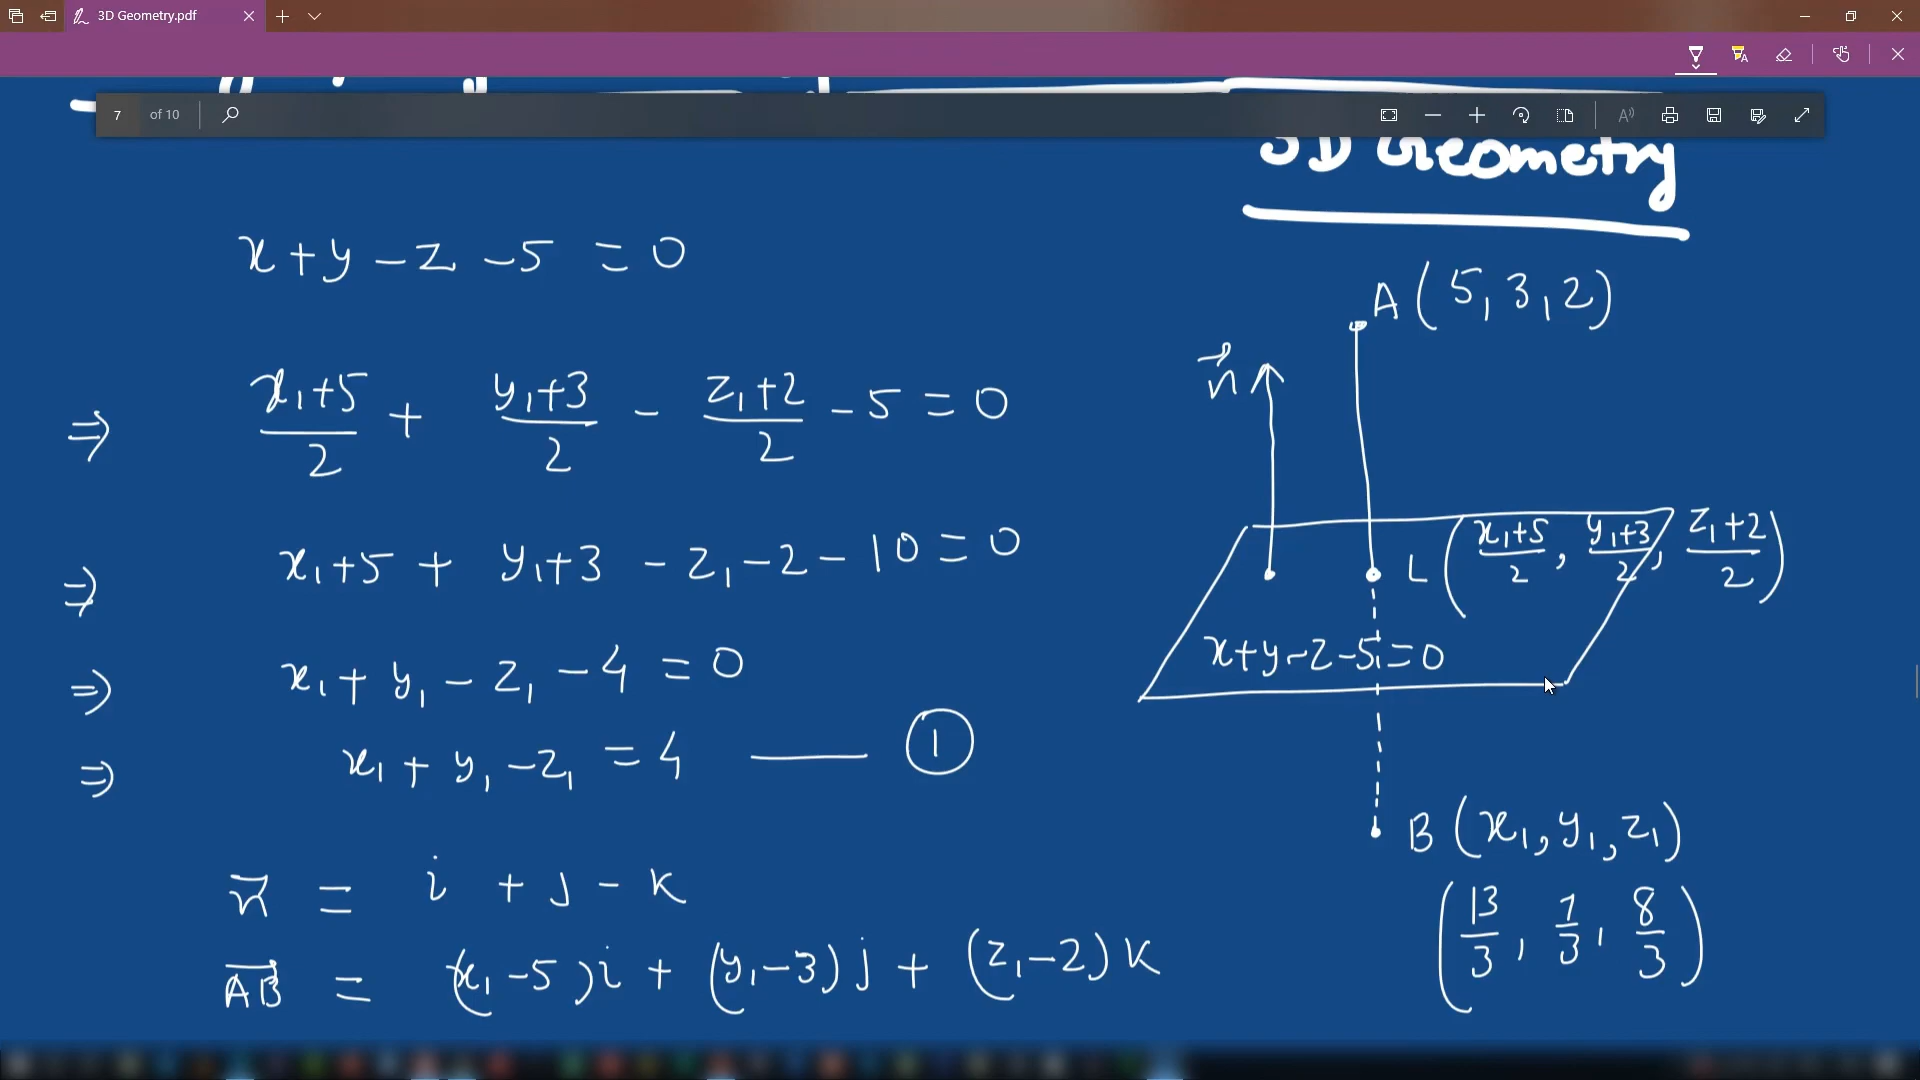 3D Geometry.pdf
7 of 10
3D Geometry
x + y − z − 5 = 0
A (5, 3, 2)
n⃗
⇒ (x₁+5)/2 + (y₁+3)/2 − (z₁+2)/2 − 5 = 0
L ((x₁+5)/2, (y₁+3)/2, (z₁+2)/2)
⇒ x₁+5 + y₁+3 − z₁−2−10 = 0
x+y−z−5=0
⇒ x₁ + y₁ − z₁ − 4 = 0
⇒ x₁ + y₁ − z₁ = 4 —— ①
B (x₁, y₁, z₁)
(13/3, 7/3, 8/3)
n⃗ = i + j − k
A⃗B⃗ = (x₁−5)i + (y₁−3)j + (z₁−2)k